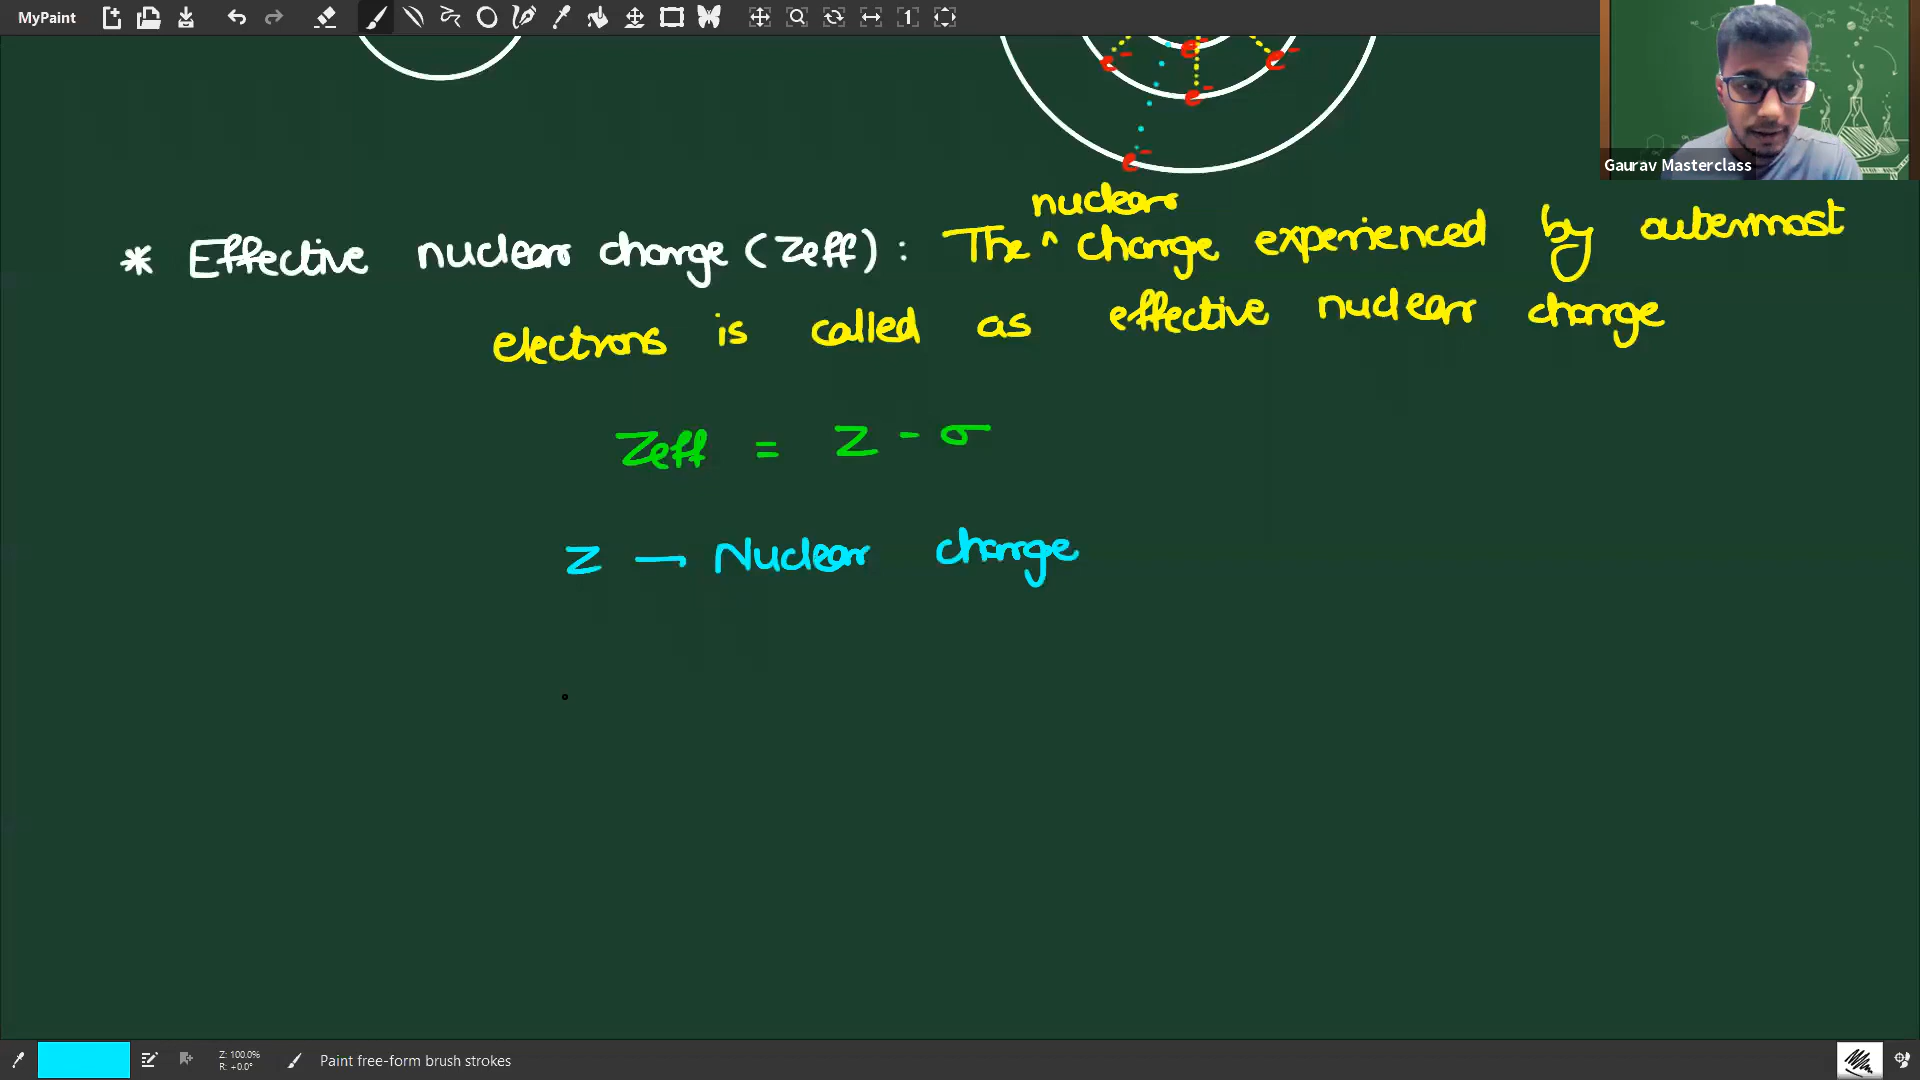 MyPaint
e-
e-
e-
e-
e-
Gaurav Masterclass
nuclear
* Effective nuclear charge (Zeff) : The ^ charge experienced by outermost
electrons is called as effective nuclear charge
Zeff = Z - σ
Z → Nuclear charge
Z: 100.0%
R: +0.0°
Paint free-form brush strokes